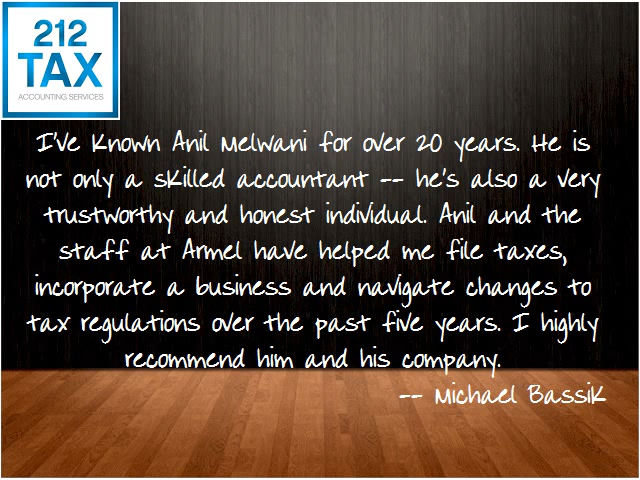 212
TAX
ACCOUNTING SERVICES
I've Known Anil Melwani for over 20 years. He is
not only a skilled accountant -- he's also a very
trustworthy and honest individual. Anil and the
staff at Armel have helped me file taxes,
incorporate a business and navigate changes to
tax regulations over the past five years. I highly
recommend him and his company.
-- Michael Bassik